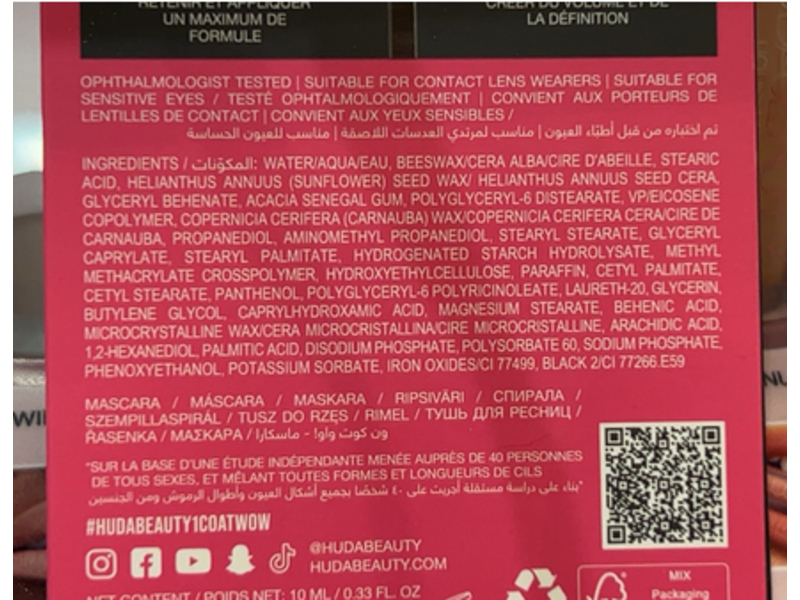 RETENIR ET APPLIQUER
UN MAXIMUM DE
FORMULE
CRÉER DU VOLUME ET DE
LA DÉFINITION
OPHTHALMOLOGIST TESTED | SUITABLE FOR CONTACT LENS WEARERS | SUITABLE FOR
SENSITIVE EYES / TESTÉ OPHTALMOLOGIQUEMENT | CONVIENT AUX PORTEURS DE
LENTILLES DE CONTACT | CONVIENT AUX YEUX SENSIBLES /
تم اختباره من قبل أطبّاء العيون | مناسب لمرتدي العدسات اللاصقة | مناسب للعيون الحساسة
INGREDIENTS / المكوّنات: WATER/AQUA/EAU, BEESWAX/CERA ALBA/CIRE D'ABEILLE, STEARIC
ACID, HELIANTHUS ANNUUS (SUNFLOWER) SEED WAX/ HELIANTHUS ANNUUS SEED CERA,
GLYCERYL BEHENATE, ACACIA SENEGAL GUM, POLYGLYCERYL-6 DISTEARATE, VP/EICOSENE
COPOLYMER, COPERNICIA CERIFERA (CARNAUBA) WAX/COPERNICIA CERIFERA CERA/CIRE DE
CARNAUBA, PROPANEDIOL, AMINOMETHYL PROPANEDIOL, STEARYL STEARATE, GLYCERYL
CAPRYLATE, STEARYL PALMITATE, HYDROGENATED STARCH HYDROLYSATE, METHYL
METHACRYLATE CROSSPOLYMER, HYDROXYETHYLCELLULOSE, PARAFFIN, CETYL PALMITATE,
CETYL STEARATE, PANTHENOL, POLYGLYCERYL-6 POLYRICINOLEATE, LAURETH-20, GLYCERIN,
BUTYLENE GLYCOL, CAPRYLHYDROXAMIC ACID, MAGNESIUM STEARATE, BEHENIC ACID,
MICROCRYSTALLINE WAX/CERA MICROCRISTALLINA/CIRE MICROCRISTALLINE, ARACHIDIC ACID,
1,2-HEXANEDIOL, PALMITIC ACID, DISODIUM PHOSPHATE, POLYSORBATE 60, SODIUM PHOSPHATE,
PHENOXYETHANOL, POTASSIUM SORBATE, IRON OXIDES/CI 77499, BLACK 2/CI 77266.E59
MASCARA / MÁSCARA / MASKARA / RIPSIVÄRI / СПИРАЛА /
SZEMPILLASPIRÁL / TUSZ DO RZĘS / RIMEL / ТУШЬ ДЛЯ РЕСНИЦ /
ŘASENKA / ΜΑΣΚΑΡΑ / ون كوت واو! - ماسكارا
*SUR LA BASE D'UNE ÉTUDE INDÉPENDANTE MENÉE AUPRÈS DE 40 PERSONNES
DE TOUS SEXES, ET MÊLANT TOUTES FORMES ET LONGUEURS DE CILS
*بناء على دراسة مستقلة أجريت على ٤٠ شخصًا بجميع أشكال العيون وأطوال الرموش ومن الجنسين
#HUDABEAUTY1COATWOW
@HUDABEAUTY
HUDABEAUTY.COM
NET CONTENT / POIDS NET: 10 ML / 0.33 FL. OZ
MIX
Packaging
FSC